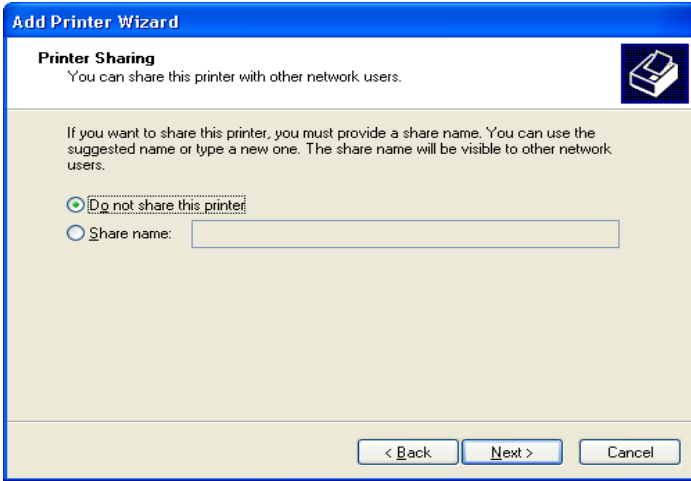 Add Printer Wizard
Printer Sharing
You can share this printer with other network users.
If you want to share this printer, you must provide a share name. You can use the
suggested name or type a new one. The share name will be visible to other network
users.
Do not share this printer
Share name:
< Back Next > Cancel